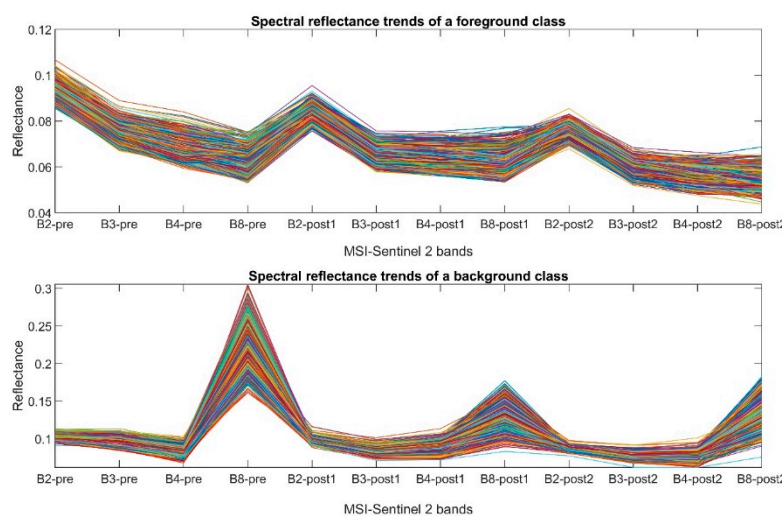 Spectral reflectance trends of a foreground class
0.12
0.1
0.08
0.06
0.04
Reflectance
B2-pre B3-pre B4-pre B8-pre B2-post1 B3-post1 B4-post1 B8-post1 B2-post2 B3-post2 B4-post2 B8-post2
MSI-Sentinel 2 bands
Spectral reflectance trends of a background class
0.3
0.25
0.2
0.15
0.1
Reflectance
B2-pre B3-pre B4-pre B8-pre B2-post1 B3-post1 B4-post1 B8-post1 B2-post2 B3-post2 B4-post2 B8-post2
MSI-Sentinel 2 bands